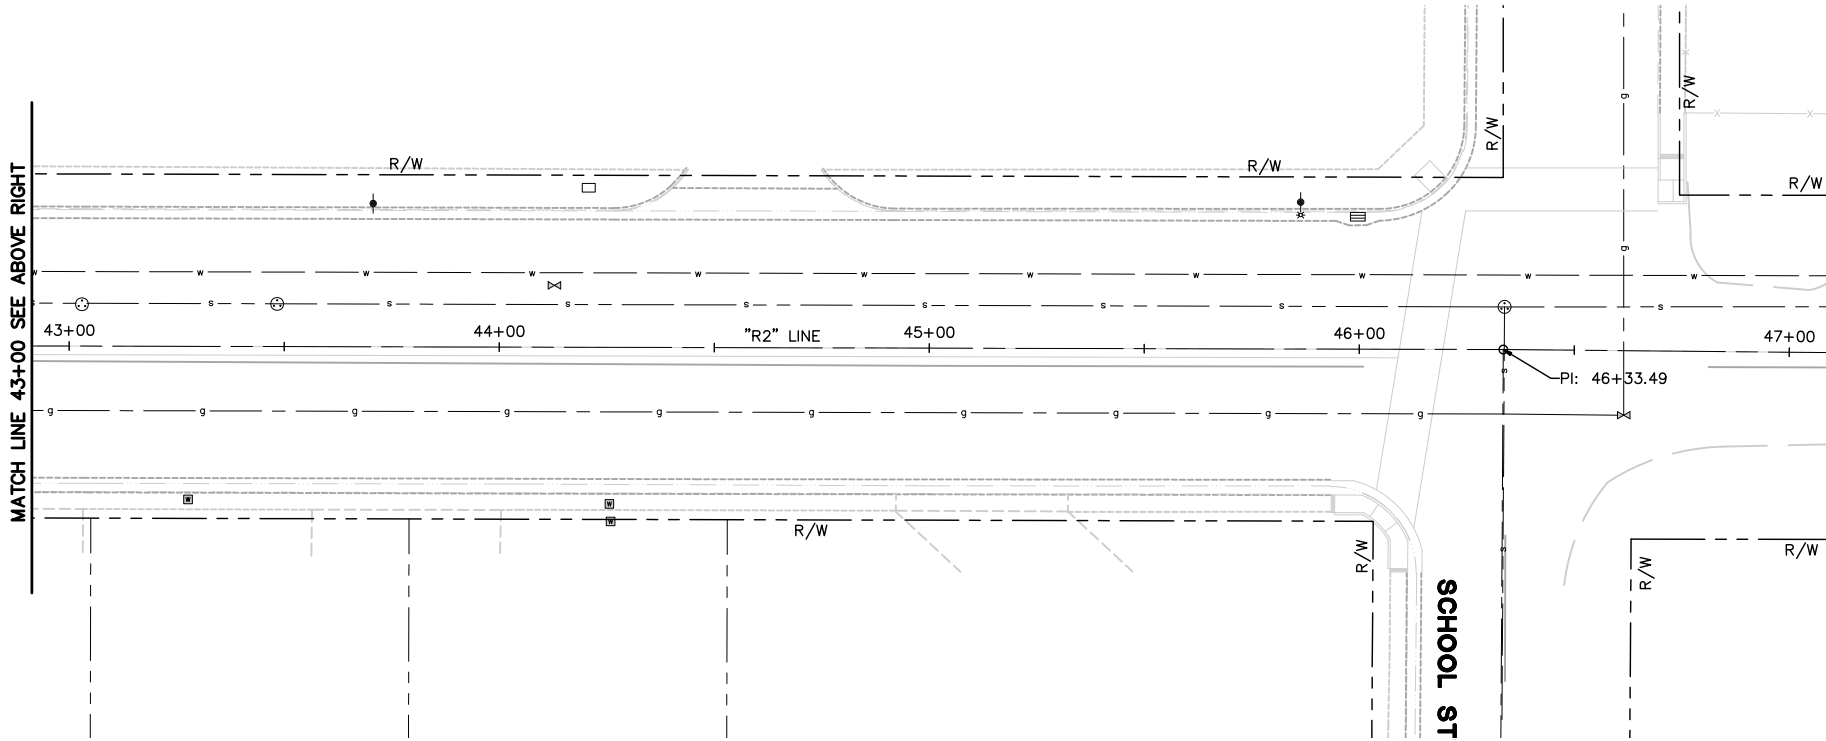 R/W
R/W
R/W
R/W
R/W
MATCH LINE 43+00 SEE ABOVE RIGHT
g
g
w w w w w w w w w w w
s s s s s s s s s s
43+00 44+00 "R2" LINE 45+00 46+00 47+00
PI: 46+33.49
s
g g g g g g g g g g
W
W
W
R/W
R/W
R/W
R/W
s
SCHOOL ST